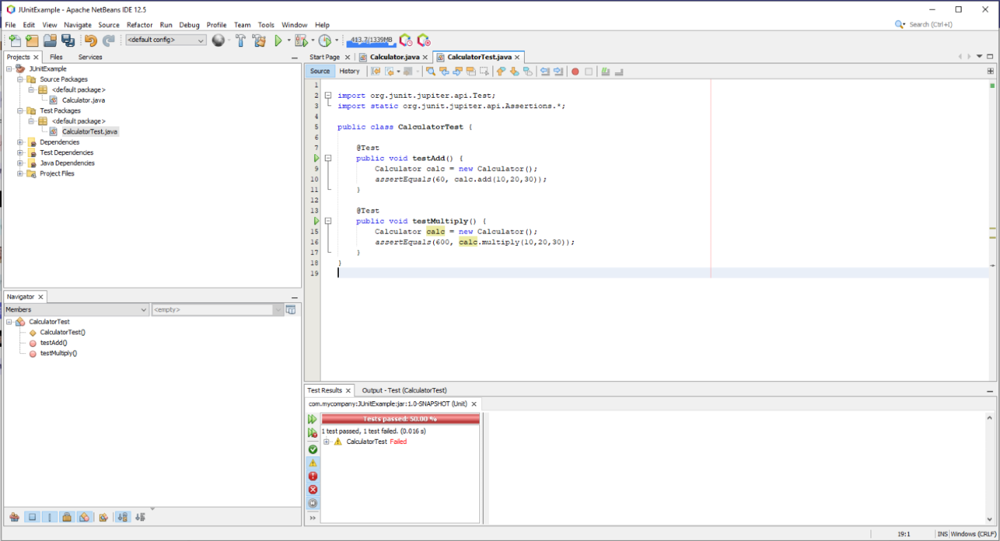 JUnitExample - Apache NetBeans IDE 12.5
File Edit View Navigate Source Refactor Run Debug Profile Team Tools Window Help
Search (Ctrl+I)
<default config>
413.7/1339MB
Projects Files Services
JUnitExample
Source Packages
<default package>
Calculator.java
Test Packages
<default package>
CalculatorTest.java
Dependencies
Test Dependencies
Java Dependencies
Project Files
Navigator
Members <empty>
CalculatorTest
CalculatorTest()
testAdd()
testMultiply()
Start Page Calculator.java CalculatorTest.java
Source History
1
2 import org.junit.jupiter.api.Test;
3 import static org.junit.jupiter.api.Assertions.*;
4
5 public class CalculatorTest {
6
7 @Test
public void testAdd() {
9 Calculator calc = new Calculator();
10 assertEquals(60, calc.add(10,20,30));
11 }
12
13 @Test
public void testMultiply() {
15 Calculator calc = new Calculator();
16 assertEquals(600, calc.multiply(10,20,30));
17 }
18 }
19
Test Results Output - Test (CalculatorTest)
com.mycompany:JUnitExample:jar:1.0-SNAPSHOT (Unit)
Tests passed: 50.00 %
1 test passed, 1 test failed. (0.016 s)
CalculatorTest Failed
19:1 INS Windows (CRLF)